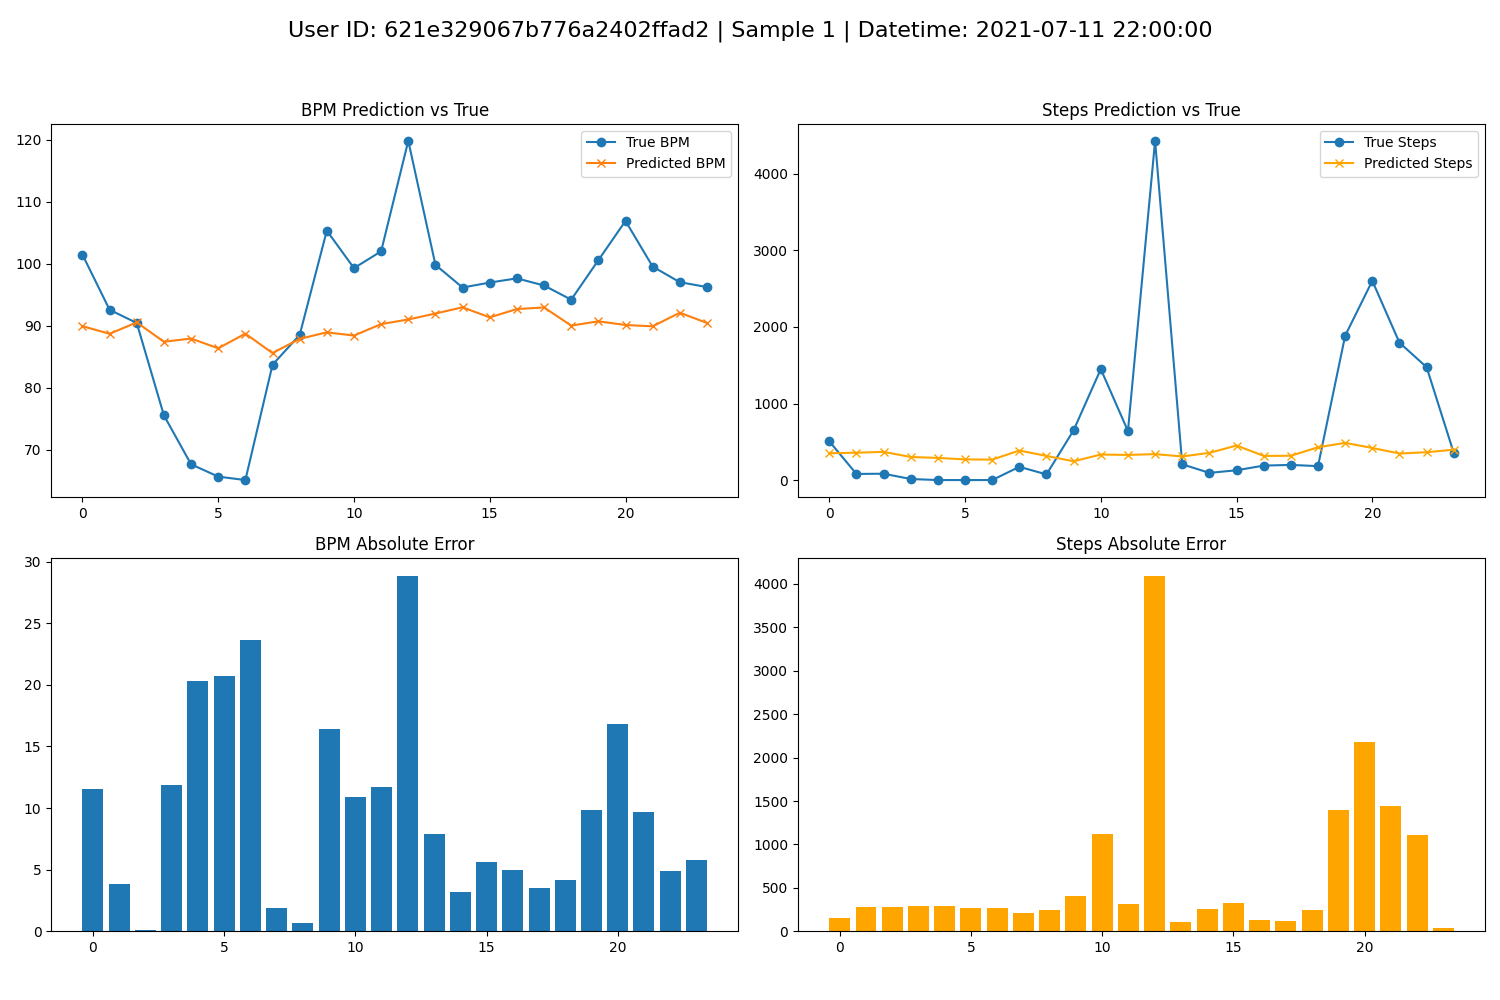 User ID: 621e329067b776a2402ffad2 | Sample 1 | Datetime: 2021-07-11 22:00:00
BPM Prediction vs True
120
110
100
90
80
70
0 5 10 15 20
True BPM
Predicted BPM
Steps Prediction vs True
4000
3000
2000
1000
0
0 5 10 15 20
True Steps
Predicted Steps
BPM Absolute Error
30
25
20
15
10
5
0
0 5 10 15 20
Steps Absolute Error
4000
3500
3000
2500
2000
1500
1000
500
0
0 5 10 15 20